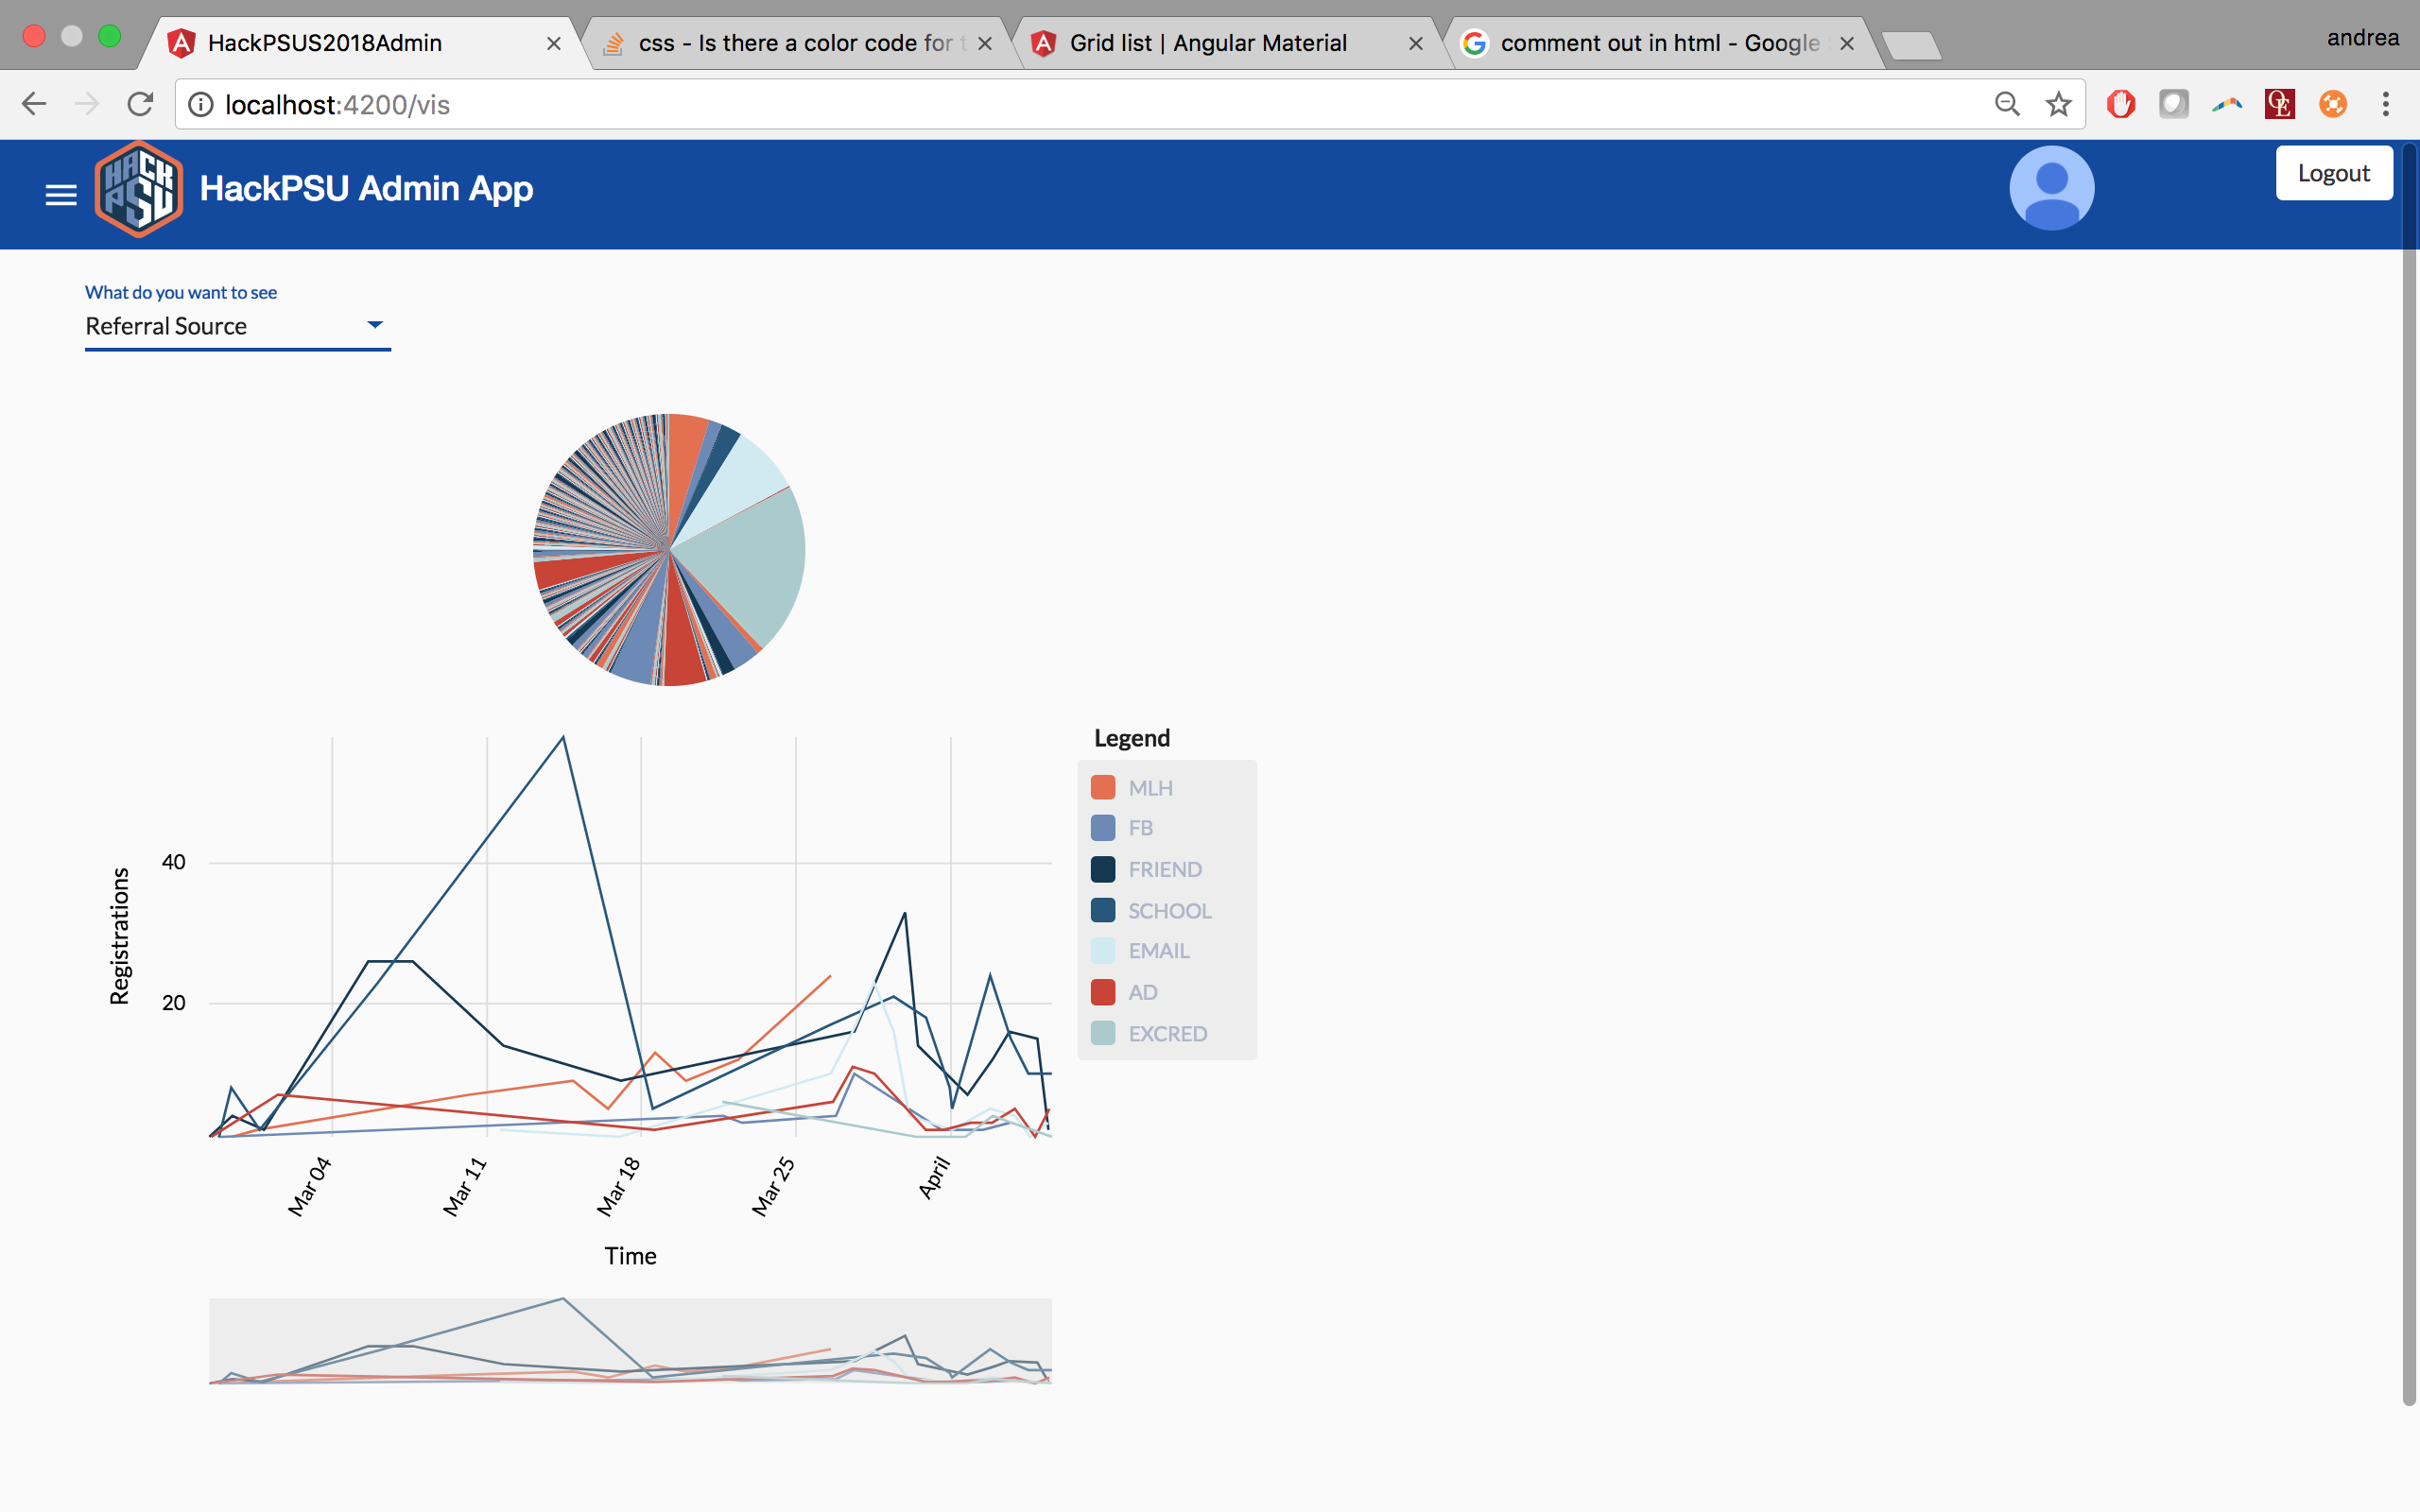 HackPSUS2018Admin
css - Is there a color code for t
Grid list | Angular Material
comment out in html - Google
andrea
localhost:4200/vis
HACK
PSU
HackPSU Admin App
Logout
What do you want to see
Referral Source
Legend
MLH
FB
FRIEND
SCHOOL
EMAIL
AD
EXCRED
Registrations
40
20
Mar 04
Mar 11
Mar 18
Mar 25
April
Time